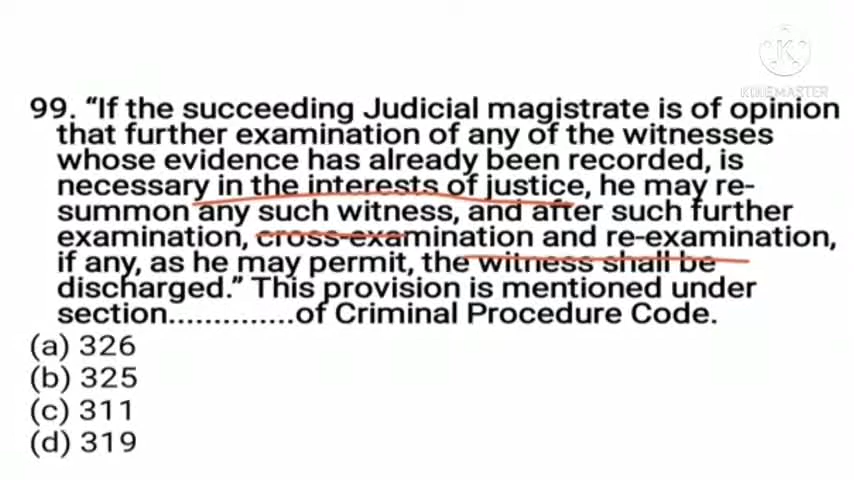 KINEMASTER
99. “If the succeeding Judicial magistrate is of opinion
that further examination of any of the witnesses
whose evidence has already been recorded, is
necessary in the interests of justice, he may re-
summon any such witness, and after such further
examination, cross-examination and re-examination,
if any, as he may permit, the witness shall be
discharged.” This provision is mentioned under
section..............of Criminal Procedure Code.
(a) 326
(b) 325
(c) 311
(d) 319